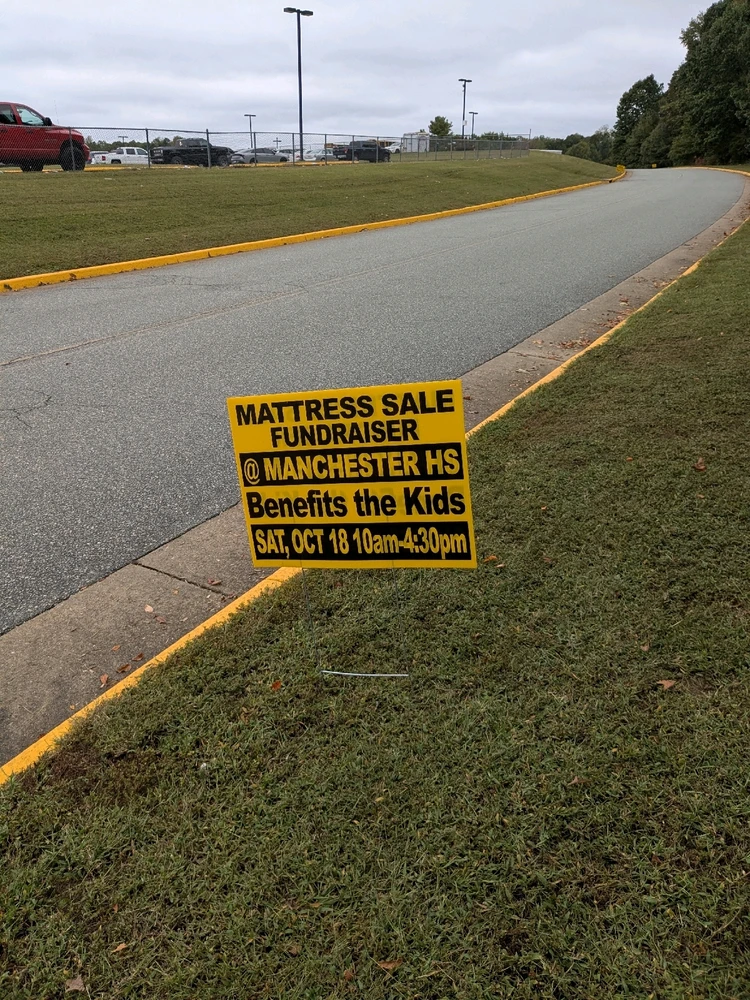 MATTRESS SALE
FUNDRAISER
@ MANCHESTER HS
Benefits the Kids
SAT, OCT 18 10am-4:30pm